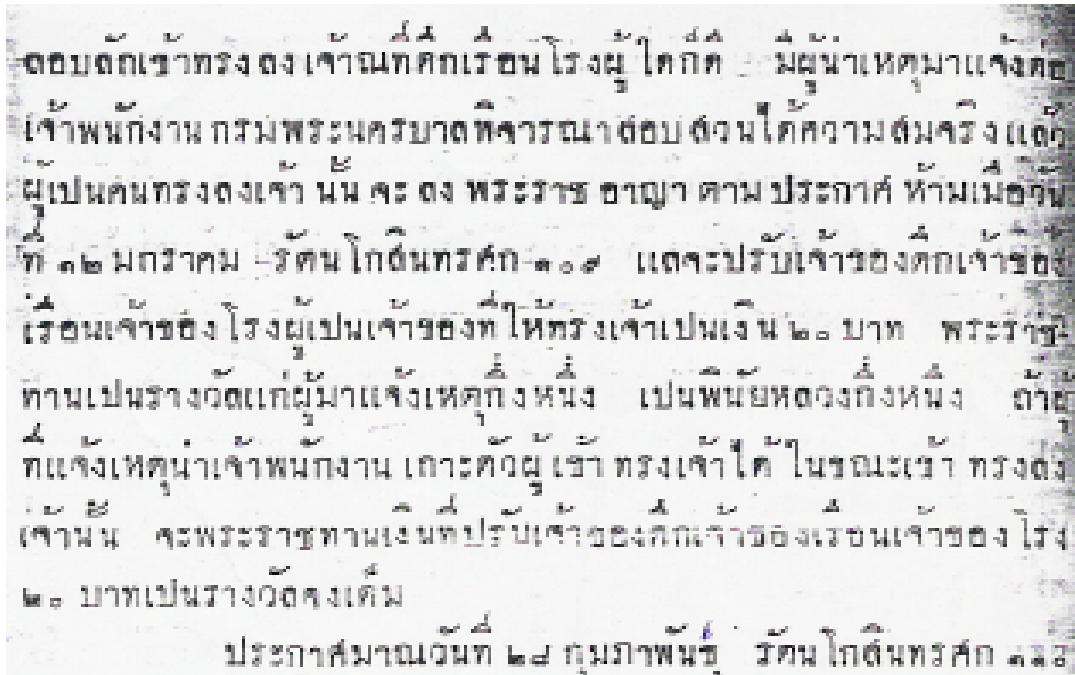 ลอบลักเข้าทรงลงเจ้าณที่ตึกเรือนโรงผู้ใดก็ดี มีผู้นำเหตุมาแจ้งต่อ
เจ้าพนักงานกรมพระนครบาลพิจารณาสอบสวนได้ความสมจริงแล้ว
ผู้เปนคนทรงลงเจ้านั้นจะลงพระราชอาญาตามประกาศห้ามเมื่อวัน
ที่ ๑๒ มกราคม รัตนโกสินทรศก ๑๐๙ แลจะปรับเจ้าของตึกเจ้าของ
เรือนเจ้าของโรงผู้เปนเจ้าของที่ให้ทรงเจ้าเปนเงิน ๒๐ บาท พระราช
ทานเปนรางวัลแก่ผู้มาแจ้งเหตุกึ่งหนึ่ง เปนพินัยหลวงกึ่งหนึ่ง ถ้าผู้
ที่แจ้งเหตุนำเจ้าพนักงานเกาะตัวผู้เข้าทรงเจ้าได้ในขณะเข้าทรงลง
เจ้านั้น จะพระราชทานเงินที่ปรับเจ้าของตึกเจ้าของเรือนเจ้าของโรง
๒๐ บาทเปนรางวัลจงเต็ม
ประกาศมาณวันที่ ๒๘ กุมภาพันธ์ รัตนโกสินทรศก